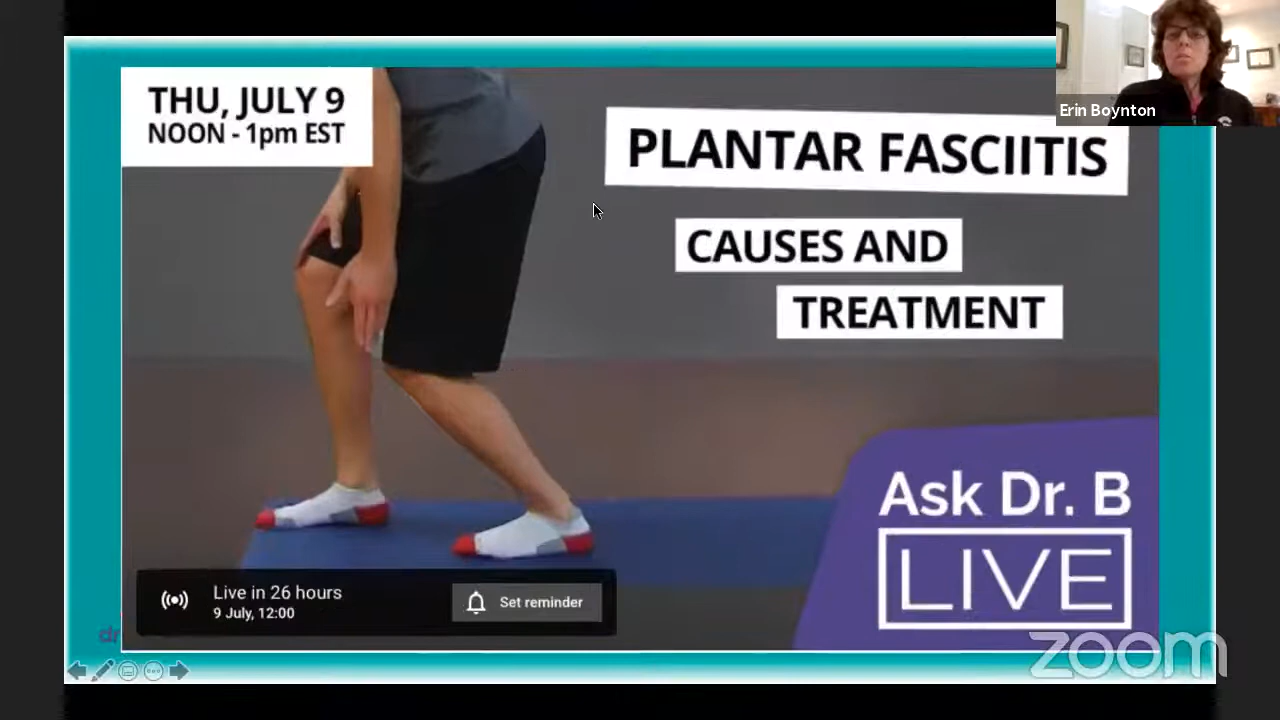 THU, JULY 9
NOON - 1pm EST
Erin Boynton
PLANTAR FASCIITIS
CAUSES AND
TREATMENT
Ask Dr. B
LIVE
Live in 26 hours
9 July, 12:00
Set reminder
dr
zoom